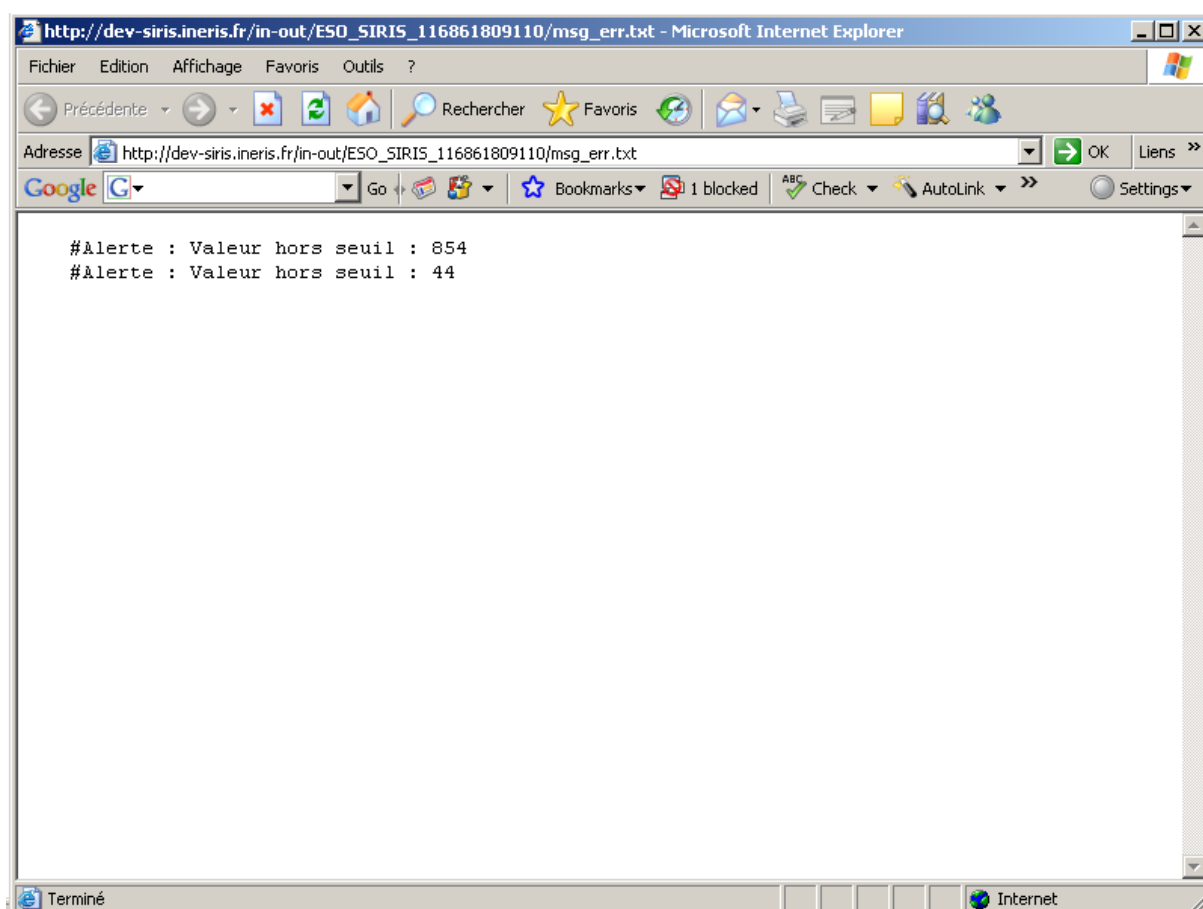 http://dev-siris.ineris.fr/in-out/ESO_SIRIS_116861809110/msg_err.txt - Microsoft Internet Explorer
Fichier Edition Affichage Favoris Outils ?
Précédente Rechercher Favoris
Adresse http://dev-siris.ineris.fr/in-out/ESO_SIRIS_116861809110/msg_err.txt OK Liens »
Google G Go Bookmarks 1 blocked ABC Check AutoLink » Settings
#Alerte : Valeur hors seuil : 854
#Alerte : Valeur hors seuil : 44
Terminé Internet